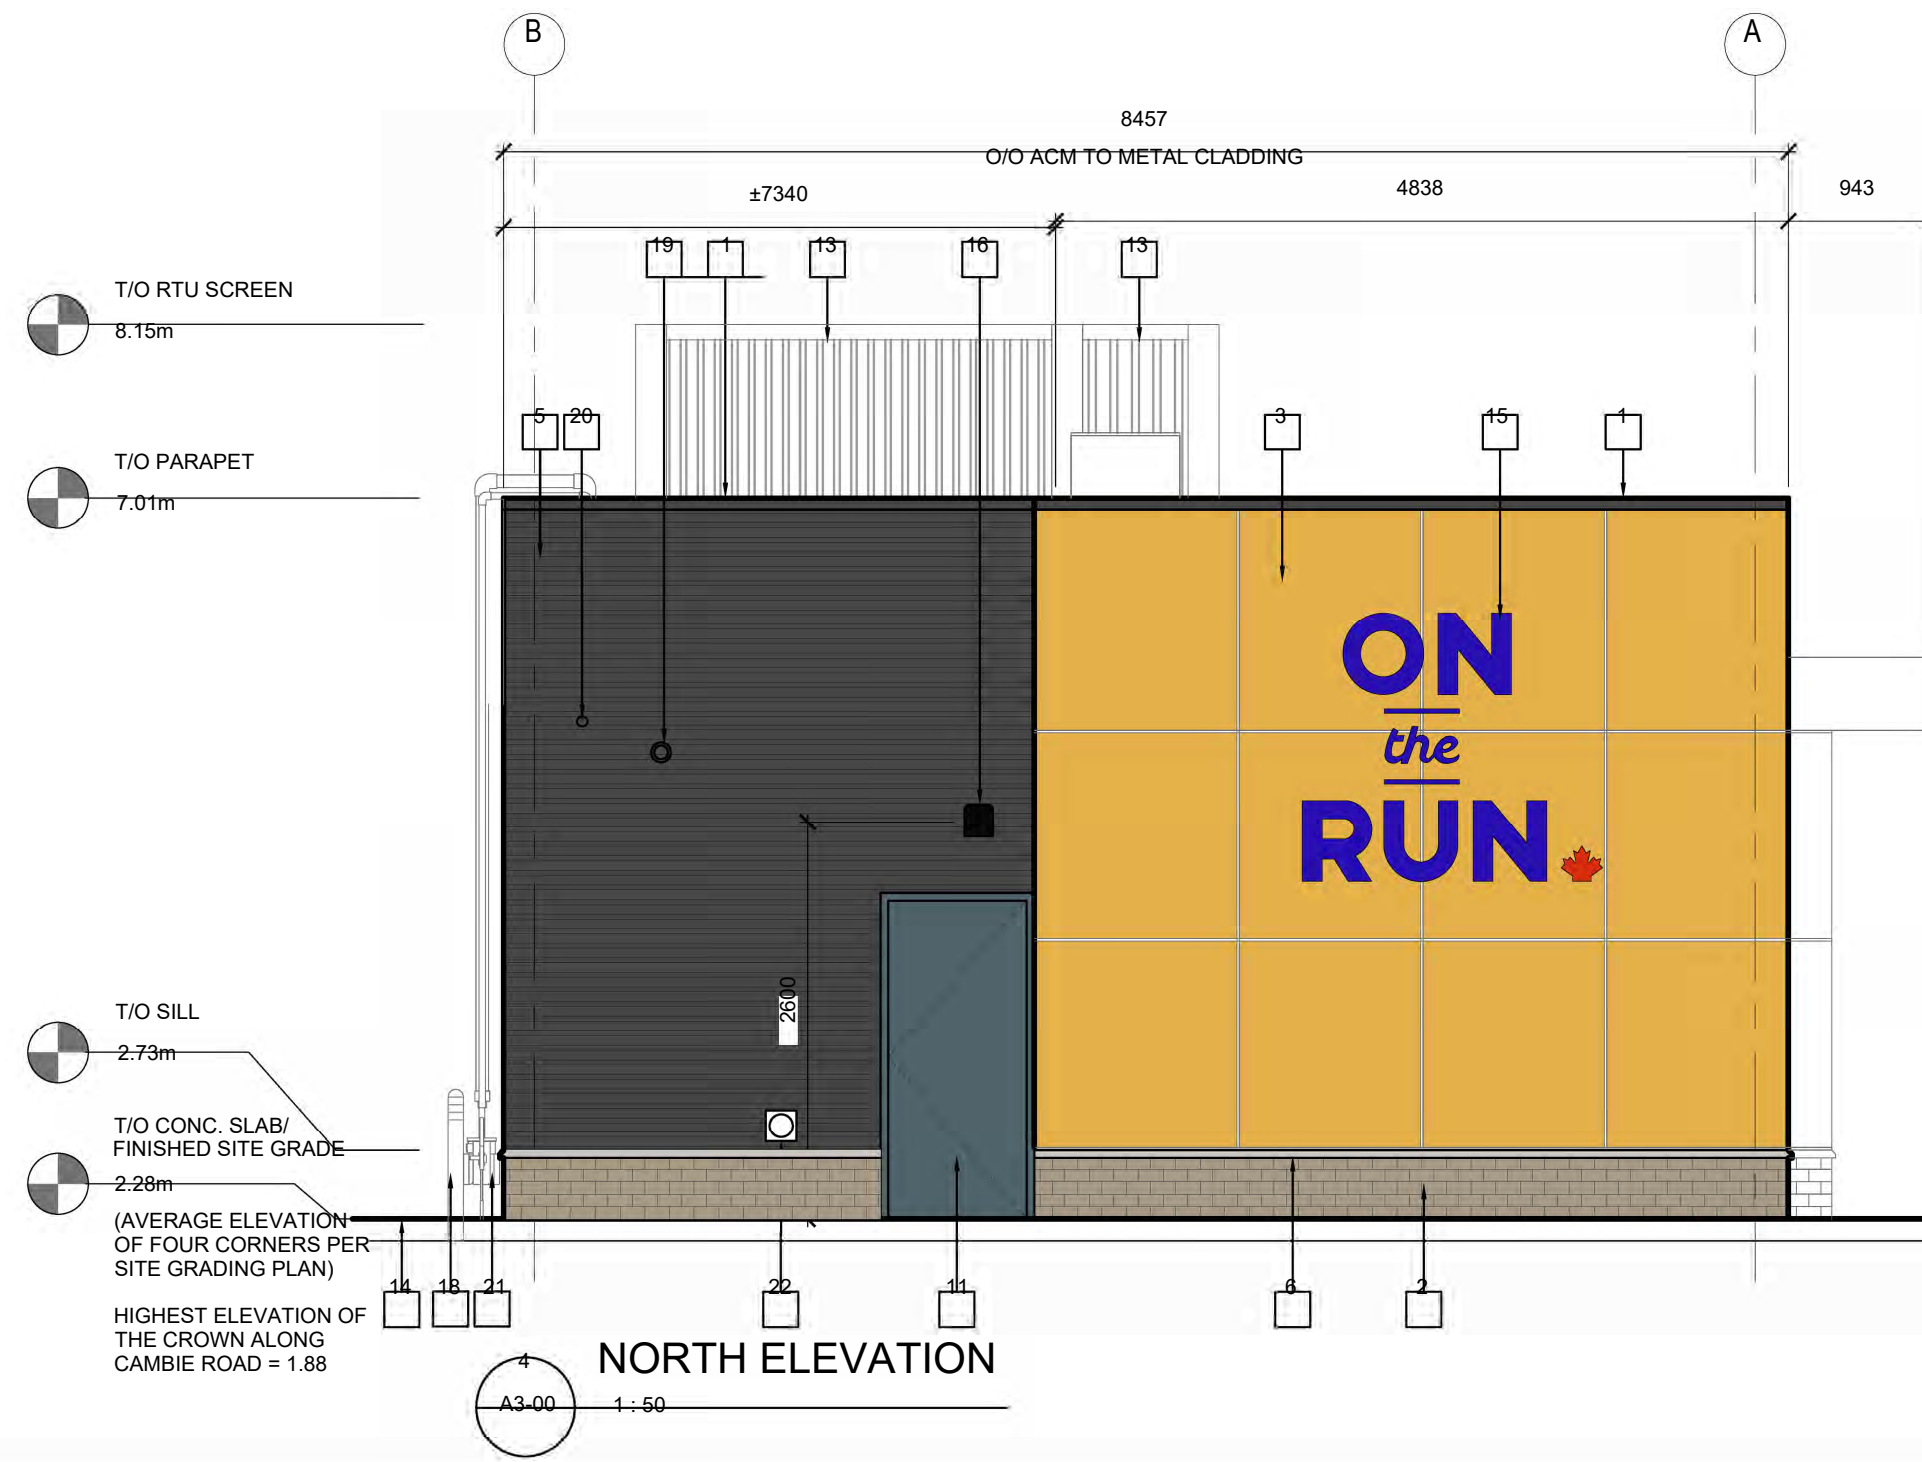 B
A
8457
O/O ACM TO METAL CLADDING
±7340
4838
943
19
1
13
16
13
T/O RTU SCREEN
8.15m
5
20
3
15
1
T/O PARAPET
7.01m
ON
the
RUN
2600
T/O SILL
2.73m
T/O CONC. SLAB/
FINISHED SITE GRADE
2.28m
(AVERAGE ELEVATION
OF FOUR CORNERS PER
SITE GRADING PLAN)
14
18
21
22
11
6
2
HIGHEST ELEVATION OF
THE CROWN ALONG
CAMBIE ROAD = 1.88
4
A3-00
NORTH ELEVATION
1 : 50